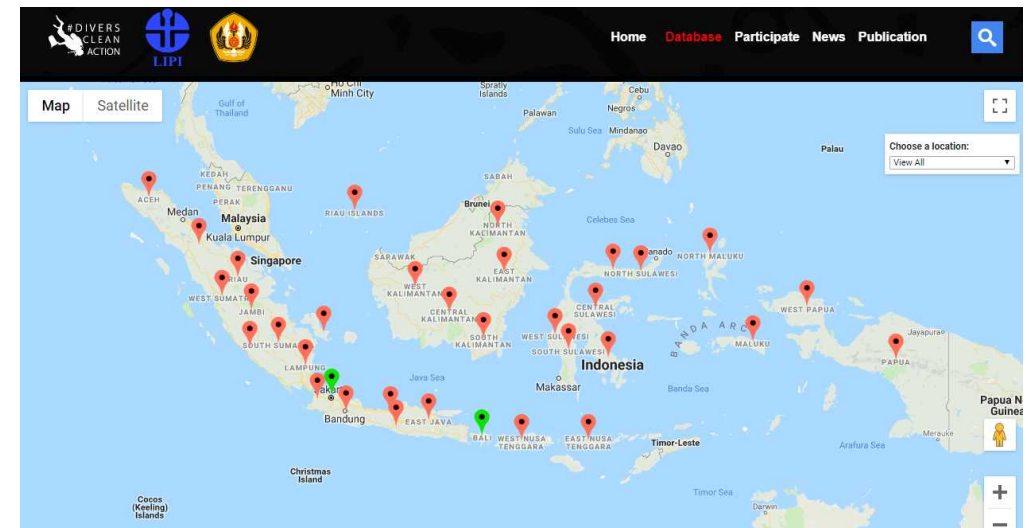 #DIVERS
CLEAN
ACTION
LIPI
Home Database Participate News Publication
Map Satellite
Choose a location:
View All
Minh City
Spratly
Islands
Cebu
Gulf of
Thailand
Palawan
Negros
Sulu Sea
Mindanao
Davao
Palau
KEDAH
PENANG
TERENGGANU
PERAK
ACEH
Medan
Malaysia
Kuala Lumpur
RIAU ISLANDS
SABAH
Brunei
NORTH
KALIMANTAN
Celebes Sea
Singapore
SARAWAK
RIAU
EAST
KALIMANTAN
NORTH SULAWESI
NORTH MALUKU
WEST
KALIMANTAN
WEST SUMATRA
JAMBI
CENTRAL
KALIMANTAN
CENTRAL
SULAWESI
WEST PAPUA
SOUTH SUMA
SOUTH
KALIMANTAN
WEST SUL
ESI
SOUTH SULAWESI
BANDA ARC
MALUKU
Jayapura
PAPUA
LAMPUNG
Indonesia
Java Sea
Makassar
Banda Sea
Bandung
EAST JAVA
BALI
WEST NUSA
TENGGARA
EAST NUSA
TENGGARA
Timor-Leste
Papua N
Guinea
Merauke
Arafura Sea
Christmas
Island
Cocos
(Keeling)
Islands
Timor Sea
Darwin